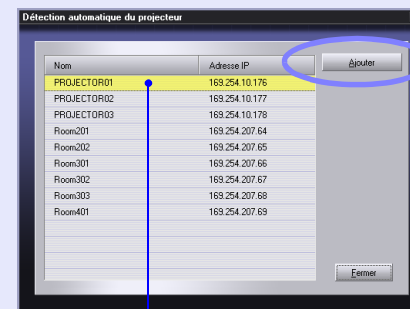 Détection automatique du projecteur
Nom Adresse IP Ajouter
PROJECTOR01 169.254.10.176
PROJECTOR02 169.254.10.177
PROJECTOR03 169.254.10.178
Room201 169.254.207.64
Room202 169.254.207.65
Room301 169.254.207.66
Room302 169.254.207.67
Room303 169.254.207.68
Room401 169.254.207.69
Fermer